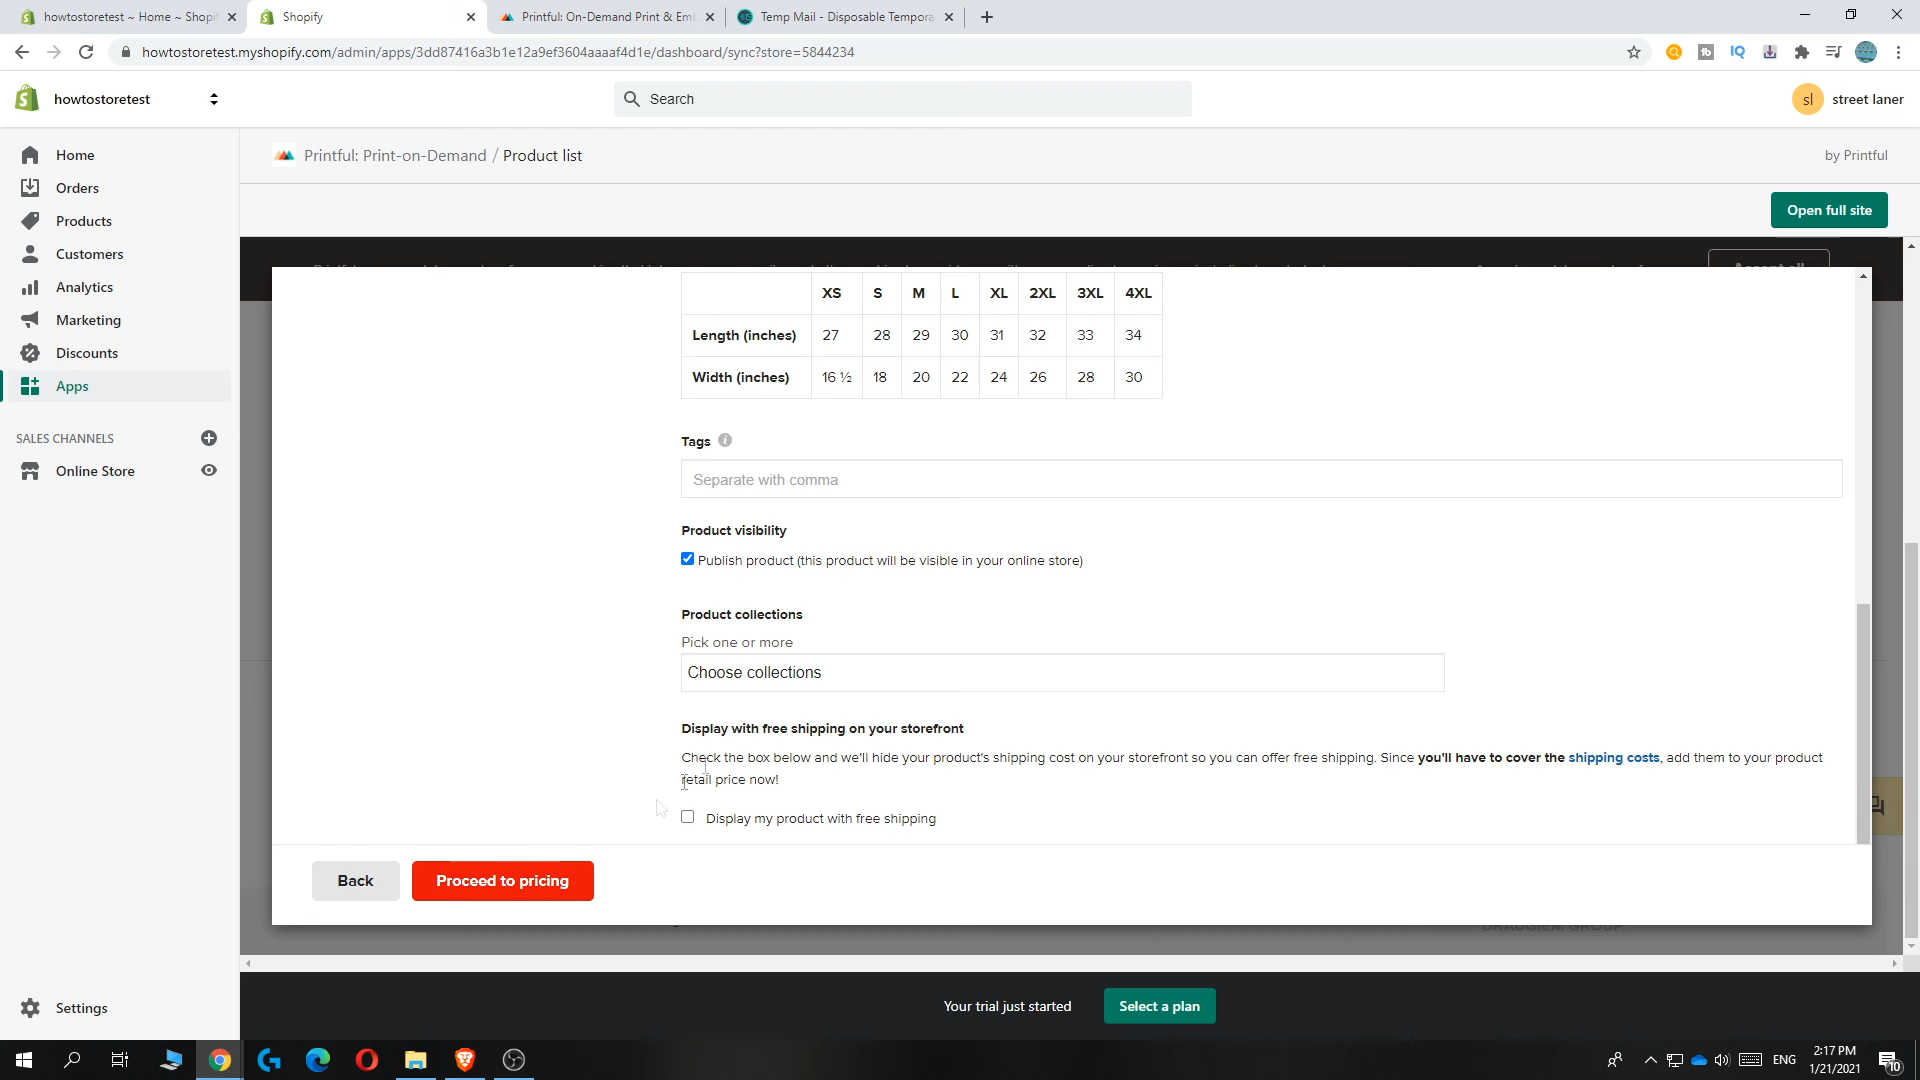 howtostoretest ~ Home ~ Shopi
Shopify
Printful: On-Demand Print & Emb
Temp Mail - Disposable Tempora
howtostoretest.myshopify.com/admin/apps/3dd87416a3b1e12a9ef3604aaaaf4d1e/dashboard/sync?store=5844234
howtostoretest
Search
sl
street laner
Home
Orders
Products
Customers
Analytics
Marketing
Discounts
Apps
SALES CHANNELS
Online Store
Settings
Printful: Print-on-Demand / Product list
by Printful
Open full site
XS S M L XL 2XL 3XL 4XL
Length (inches) 27 28 29 30 31 32 33 34
Width (inches) 16 ½ 18 20 22 24 26 28 30
Tags
Separate with comma
Product visibility
Publish product (this product will be visible in your online store)
Product collections
Pick one or more
Choose collections
Display with free shipping on your storefront
Check the box below and we'll hide your product's shipping cost on your storefront so you can offer free shipping. Since you'll have to cover the shipping costs, add them to your product
retail price now!
Display my product with free shipping
Back
Proceed to pricing
DRAUGIEM GROUP
Your trial just started
Select a plan
ENG
2:17 PM
1/21/2021
10